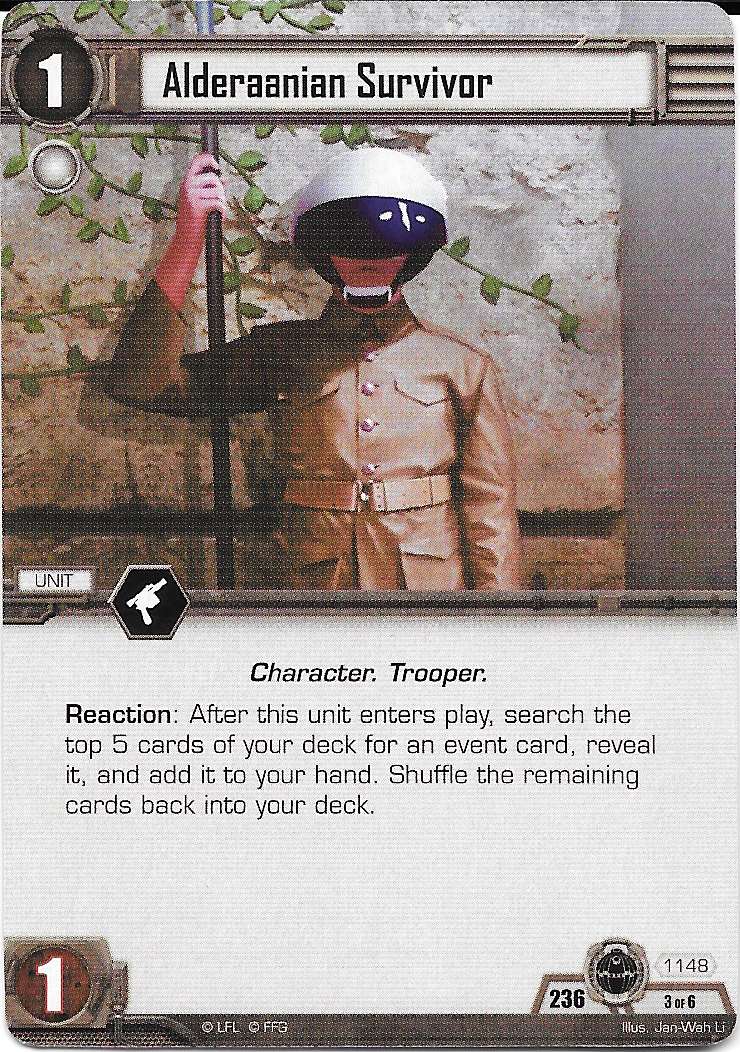 1
Alderaanian Survivor
UNIT
Character. Trooper.
Reaction: After this unit enters play, search the
top 5 cards of your deck for an event card, reveal
it, and add it to your hand. Shuffle the remaining
cards back into your deck.
1
236
1148
3 OF 6
© LFL © FFG
Illus. Jan-Wah Li